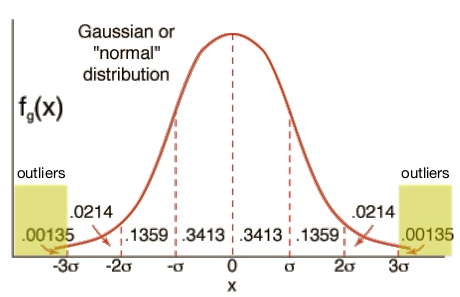 Gaussian or
"normal"
distribution
fg(x)
outliers
outliers
.0214
.0214
.00135
.1359
.3413
.3413
.1359
.00135
-3σ
-2σ
-σ
0
σ
2σ
3σ
x